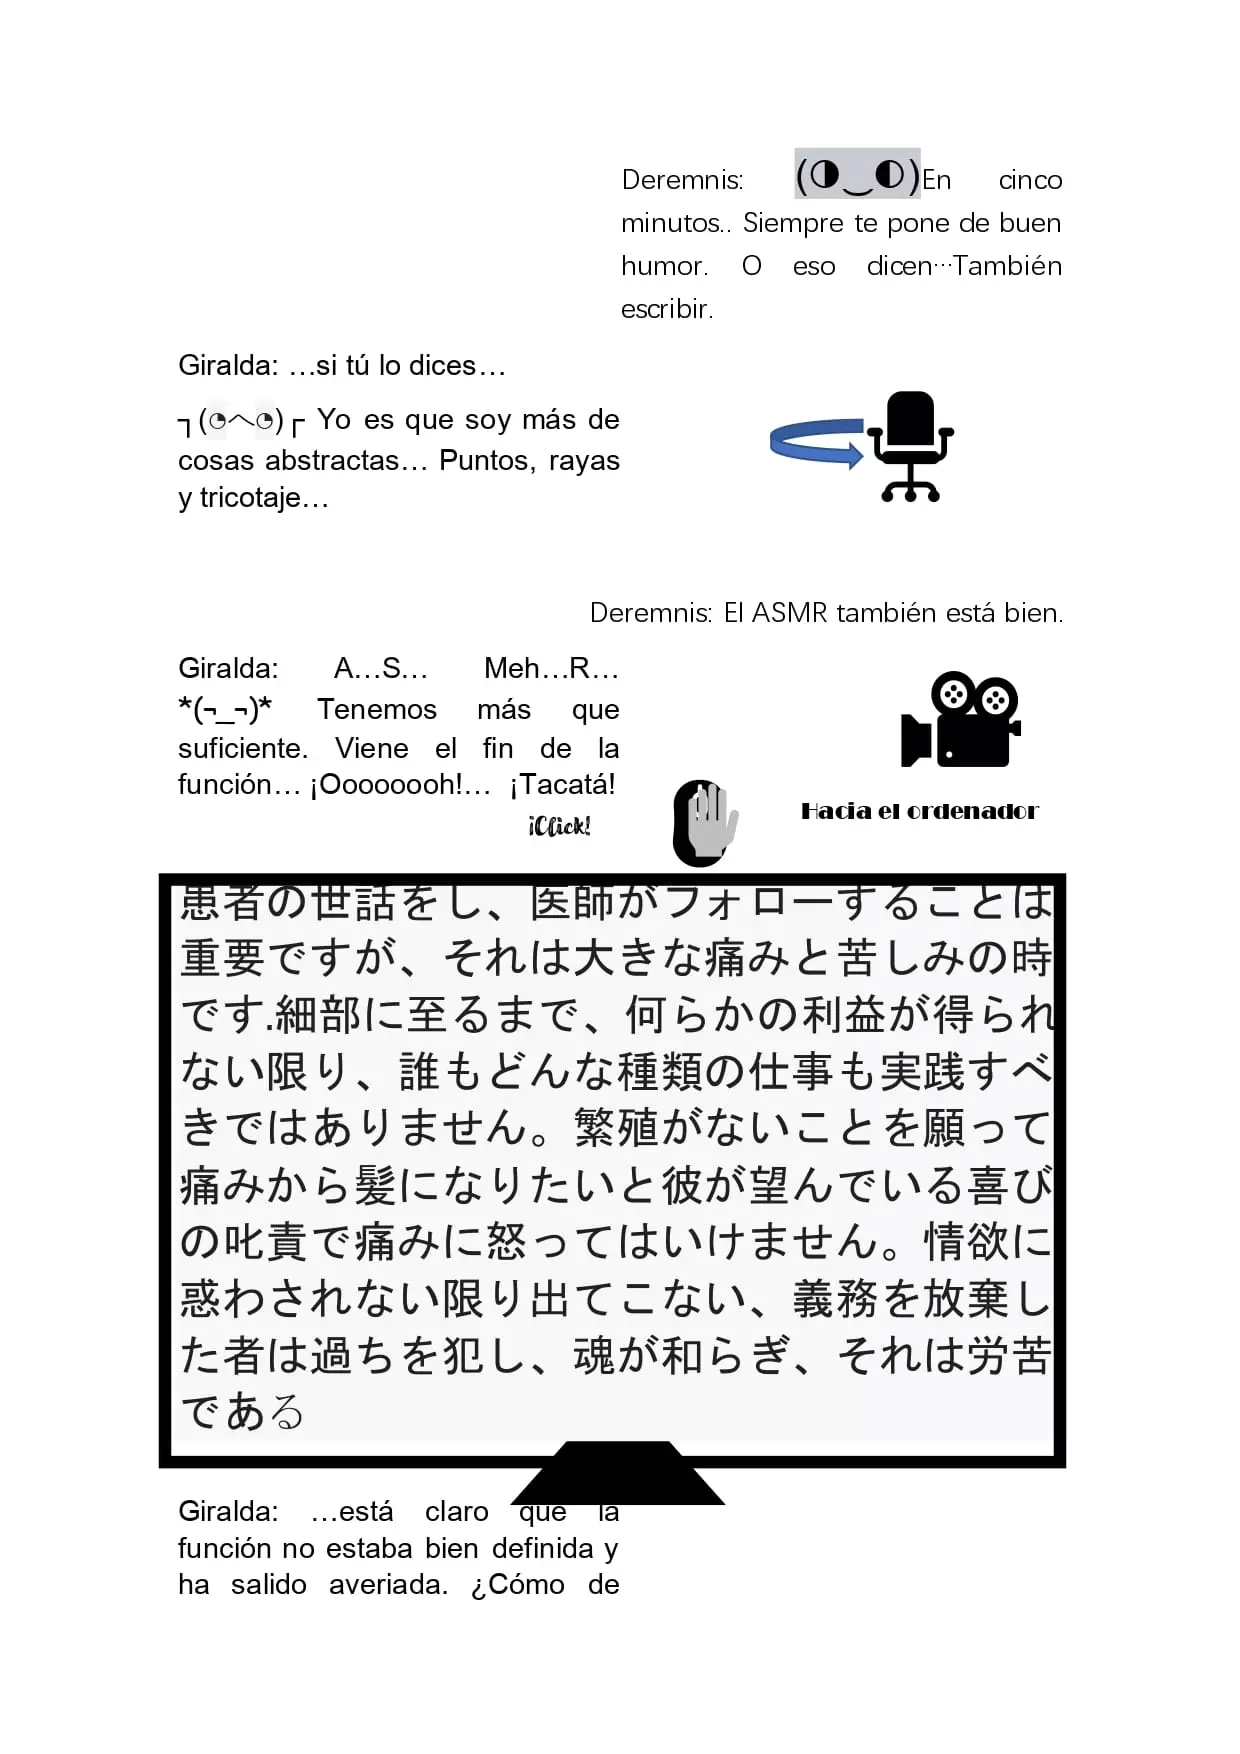 Deremnis: (◑‿◐)En cinco
minutos.. Siempre te pone de buen
humor. O eso dicen…También
escribir.
Giralda: …si tú lo dices…
┐(◔へ◔)┌ Yo es que soy más de
cosas abstractas… Puntos, rayas
y tricotaje…
Deremnis: El ASMR también está bien.
Giralda: A…S… Meh…R…
*(¬_¬)* Tenemos más que
suficiente. Viene el fin de la
función… ¡Oooooooh!… ¡Tacatá!
¡Click!
Hacia el ordenador
患者の世話をし、医師がフォローすることは
重要ですが、それは大きな痛みと苦しみの時
です.細部に至るまで、何らかの利益が得られ
ない限り、誰もどんな種類の仕事も実践すべ
きではありません。繁殖がないことを願って
痛みから髪になりたいと彼が望んでいる喜び
の叱責で痛みに怒ってはいけません。情欲に
惑わされない限り出てこない、義務を放棄し
た者は過ちを犯し、魂が和らぎ、それは労苦
である
Giralda: …está claro que la
función no estaba bien definida y
ha salido averiada. ¿Cómo de